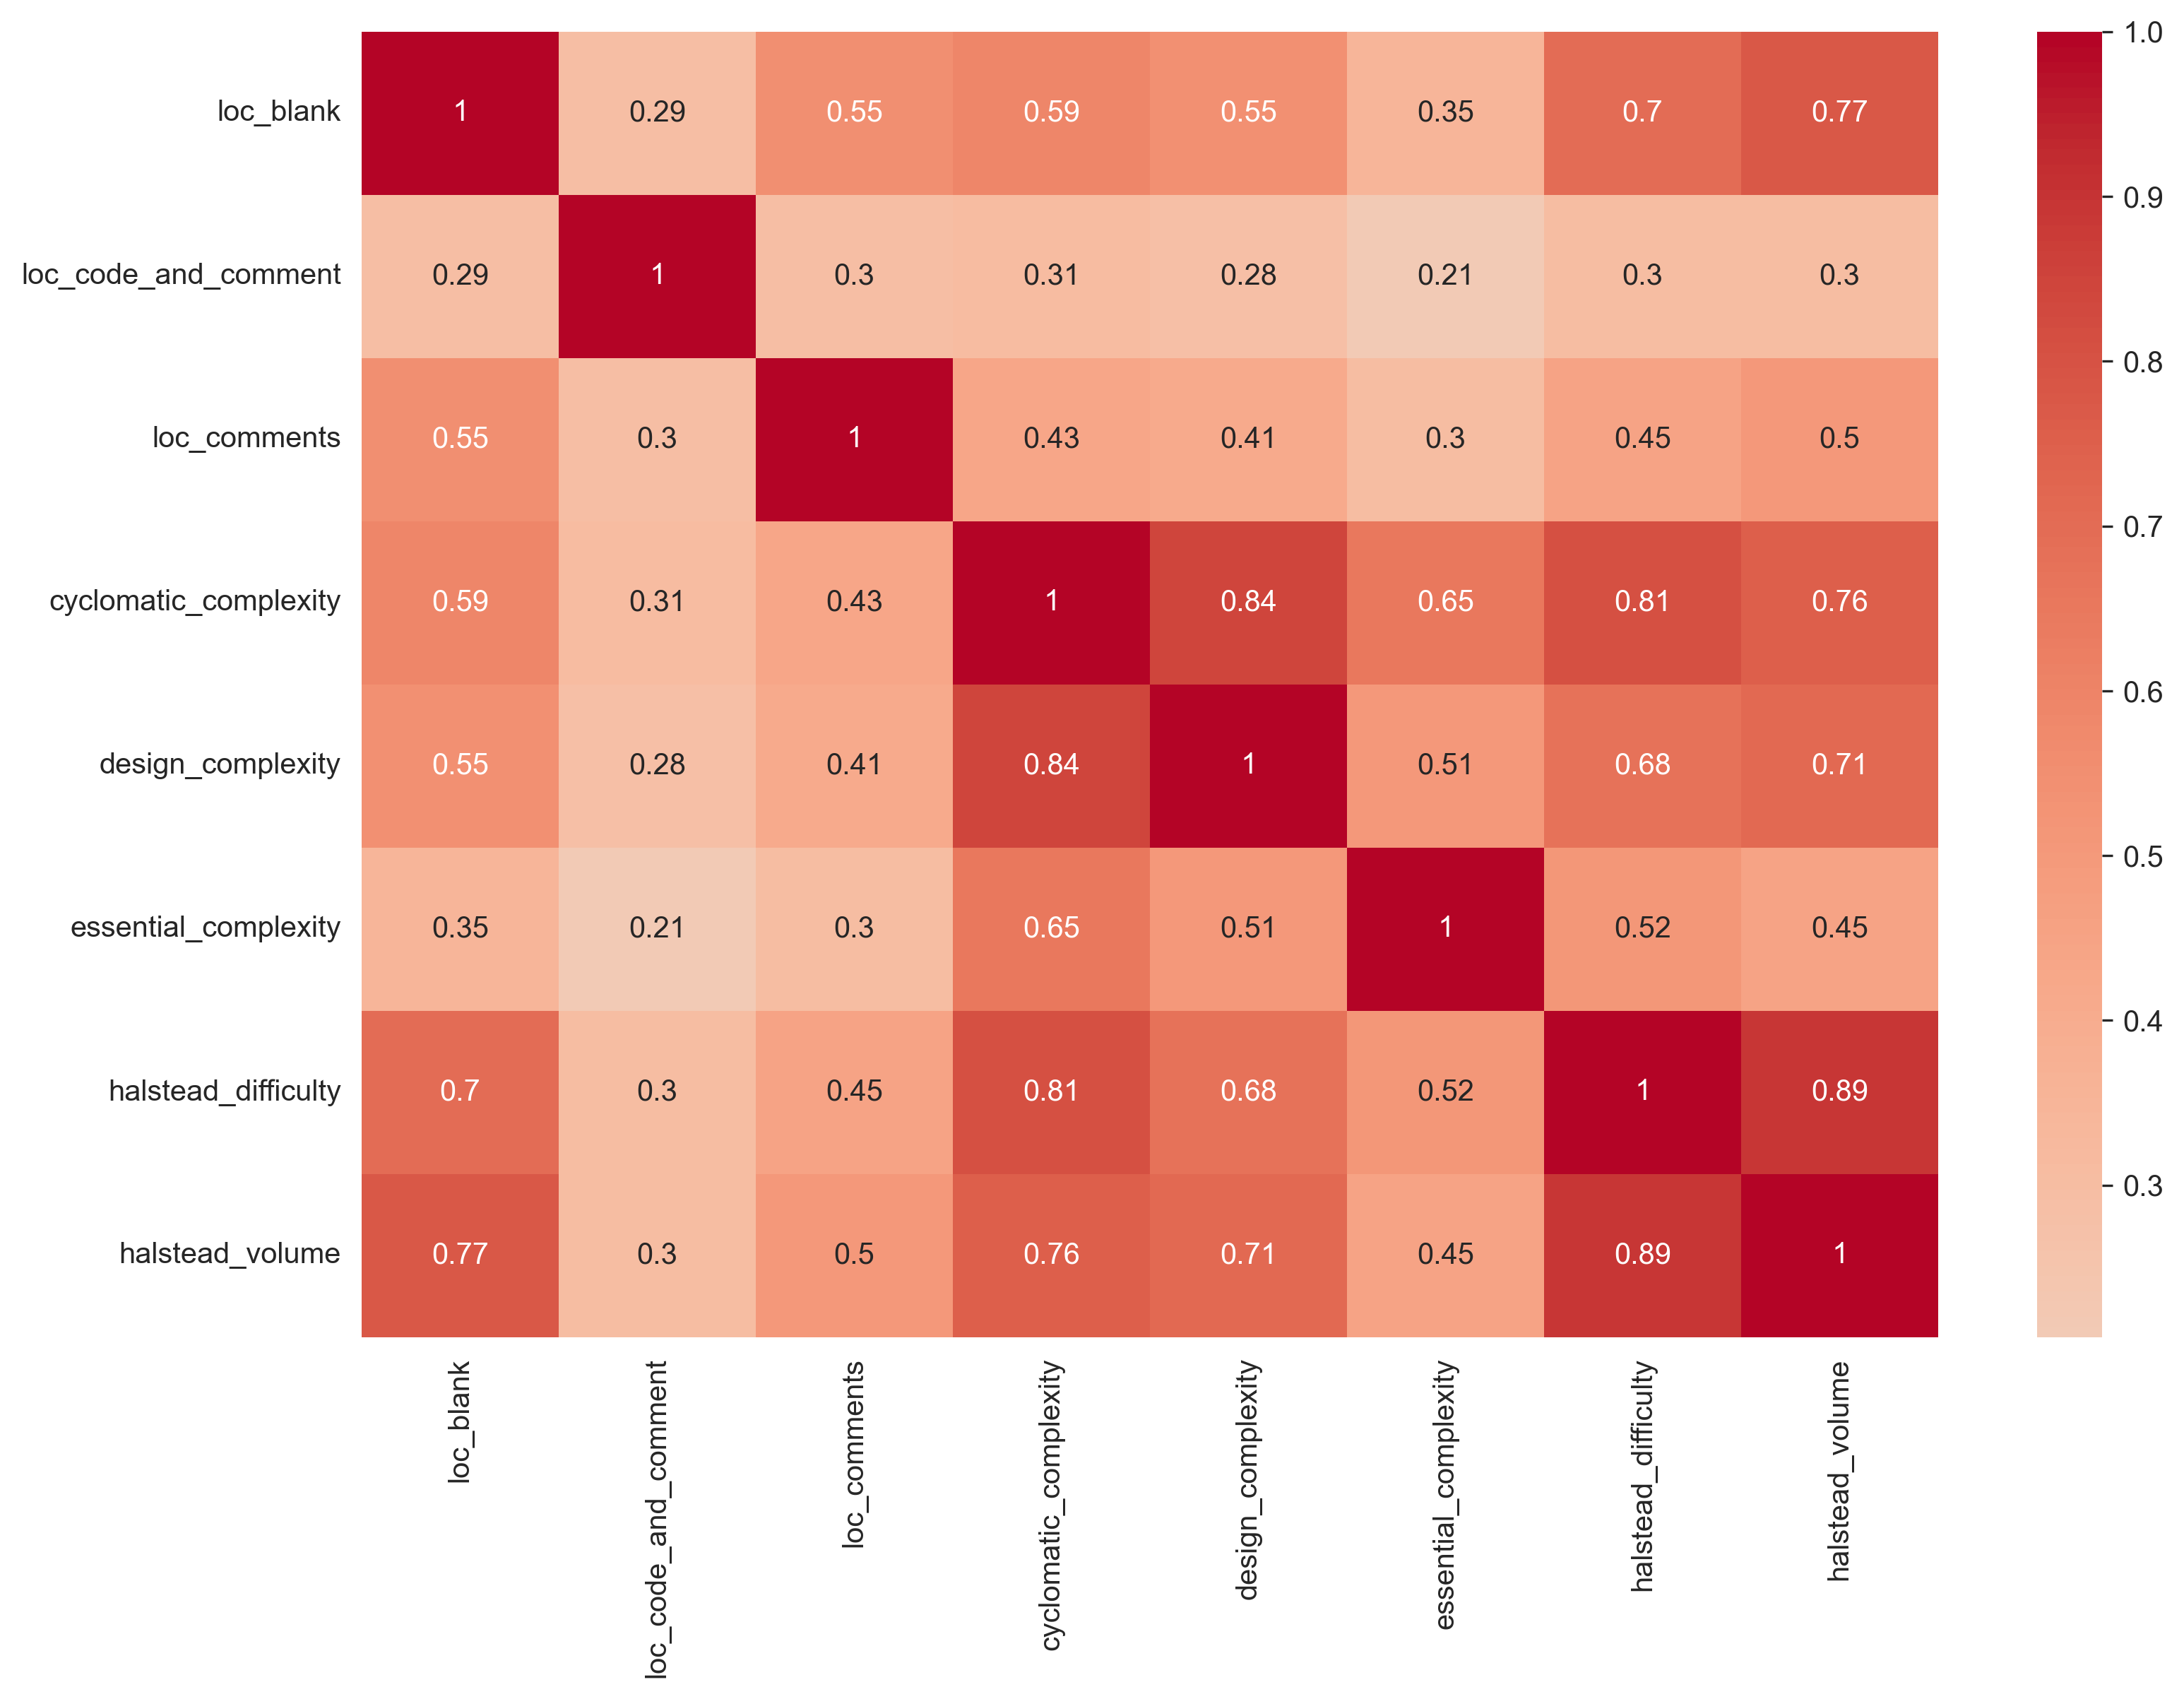 loc_blank 1 0.29 0.55 0.59 0.55 0.35 0.7 0.77
loc_code_and_comment 0.29 1 0.3 0.31 0.28 0.21 0.3 0.3
loc_comments 0.55 0.3 1 0.43 0.41 0.3 0.45 0.5
cyclomatic_complexity 0.59 0.31 0.43 1 0.84 0.65 0.81 0.76
design_complexity 0.55 0.28 0.41 0.84 1 0.51 0.68 0.71
essential_complexity 0.35 0.21 0.3 0.65 0.51 1 0.52 0.45
halstead_difficulty 0.7 0.3 0.45 0.81 0.68 0.52 1 0.89
halstead_volume 0.77 0.3 0.5 0.76 0.71 0.45 0.89 1
loc_blank
loc_code_and_comment
loc_comments
cyclomatic_complexity
design_complexity
essential_complexity
halstead_difficulty
halstead_volume
1.0
0.9
0.8
0.7
0.6
0.5
0.4
0.3